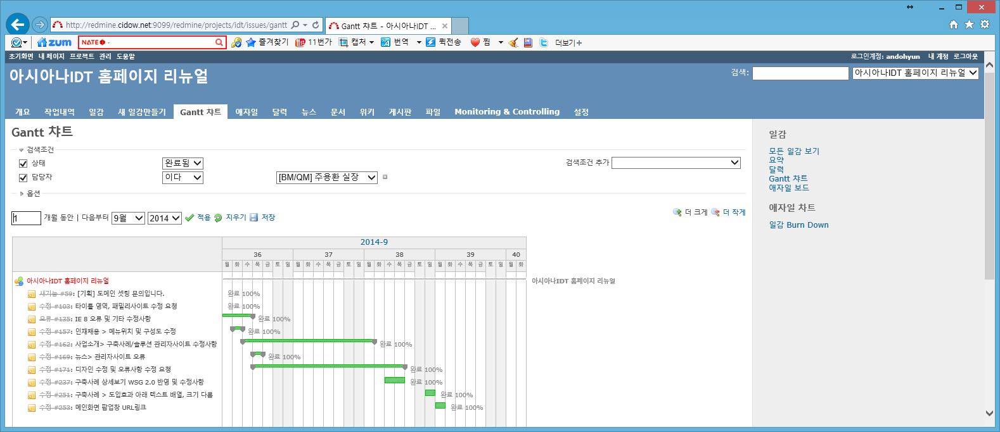 http://redmine.cidow.net:9099/redmine/projects/idt/issues/gantt
Gantt 챠트 - 아시아나IDT ...
zum NATE 즐겨찾기 11번가 캡처 번역 퀵전송 찜 더보기+
초기화면 내 페이지 프로젝트 관리 도움말 로그인계정: andohyun 내 계정 로그아웃
아시아나IDT 홈페이지 리뉴얼
검색: 아시아나IDT 홈페이지 리뉴얼
개요 작업내역 일감 새 일감만들기 Gantt 챠트 애자일 달력 뉴스 문서 위키 게시판 파일 Monitoring & Controlling 설정
Gantt 챠트
검색조건
상태 완료됨
검색조건 추가
담당자 이다 [BM/QM] 주용환 실장
옵션
1 개월 동안 | 다음부터 9월 2014 적용 지우기 저장
더 크게 더 작게
2014-9
36 37 38 39 40
월 화 수 목 금 토 일 월 화 수 목 금 토 일 월 화 수 목 금 토 일 월 화 수 목 금 토 일 월 화
아시아나IDT 홈페이지 리뉴얼 아시아나IDT 홈페이지 리뉴얼
새기능 #59: [기획] 도메인 셋팅 문의입니다. 완료 100%
수정 #103: 타이틀 영역, 패밀리사이트 수정 요청 완료 100%
오류 #135: IE 8 오류 및 기타 수정사항 완료 100%
수정 #157: 인재채용 > 메뉴위치 및 구성도 수정 완료 100%
수정 #162: 사업소개> 구축사례/솔루션 관리자사이트 수정사항 완료 100%
수정 #169: 뉴스> 관리자사이트 오류 완료 100%
수정 #171: 디자인 수정 및 오류사항 수정 요청 완료 100%
수정 #237: 구축사례 상세보기 WSG 2.0 반영 및 수정사항 완료 100%
수정 #251: 구축사례 > 도입효과 아래 텍스트 배열, 크기 다름 완료 100%
수정 #253: 메인화면 팝업창 URL링크 완료 100%
일감
모든 일감 보기
요약
달력
Gantt 챠트
애자일 보드
애자일 차트
일감 Burn Down